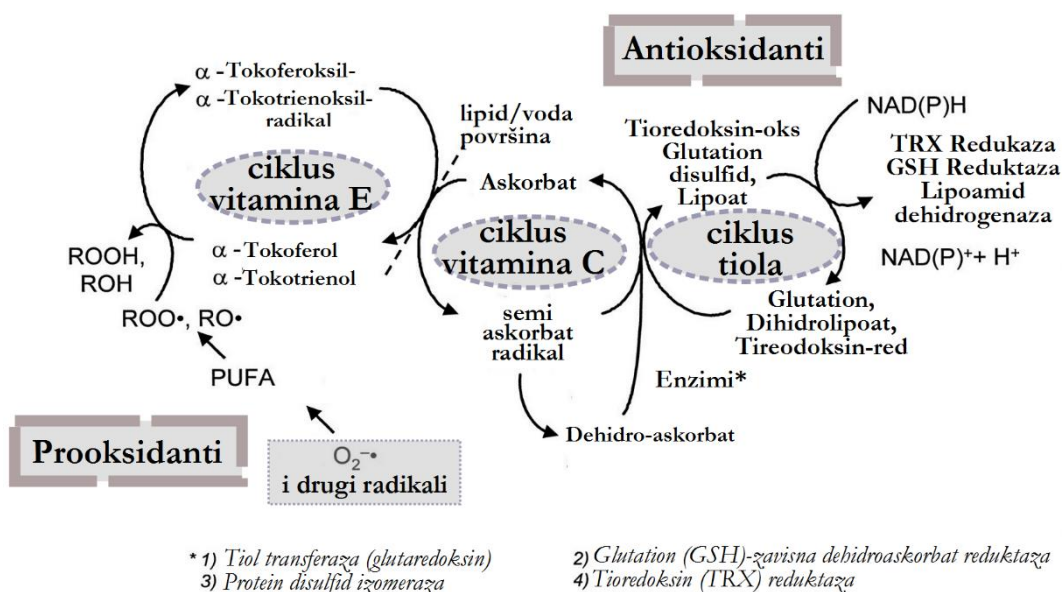 Antioksidanti
α -Tokoferoksil-
α -Tokotrienoksil-
radikal
lipid/voda
površina
Tioredoksin-oks
Glutation
disulfid,
Lipoat
NAD(P)H
TRX Redukaza
GSH Reduktaza
Lipoamid
dehidrogenaza
NAD(P)⁺+ H⁺
ciklus
vitamina E
Askorbat
ciklus
vitamina C
ciklus
tiola
α -Tokoferol
α -Tokotrienol
ROOH,
ROH
ROO•, RO•
PUFA
semi
askorbat
radikal
Glutation,
Dihidrolipoat,
Tireodoksin-red
Enzimi*
Dehidro-askorbat
Prooksidanti
O₂⁻•
i drugi radikali
* 1) Tiol transferaza (glutaredoksin)
2) Glutation (GSH)-zavisna dehidroaskorbat reduktaza
3) Protein disulfid izomeraza
4) Tioredoksin (TRX) reduktaza